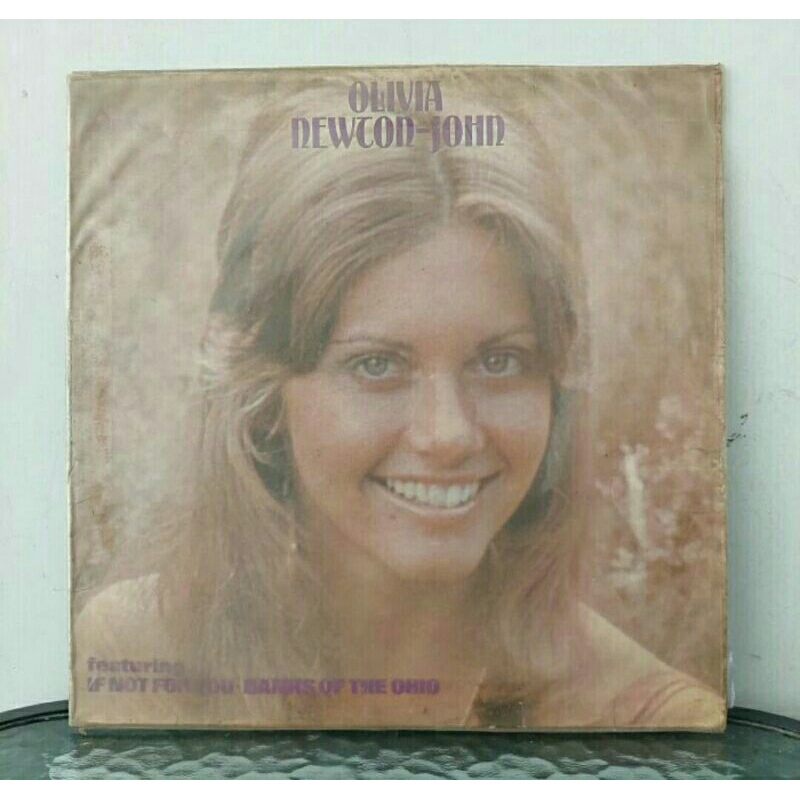 OLIVIA
NEWTON-JOHN
featuring
IF NOT FOR YOU BANKS OF THE OHIO